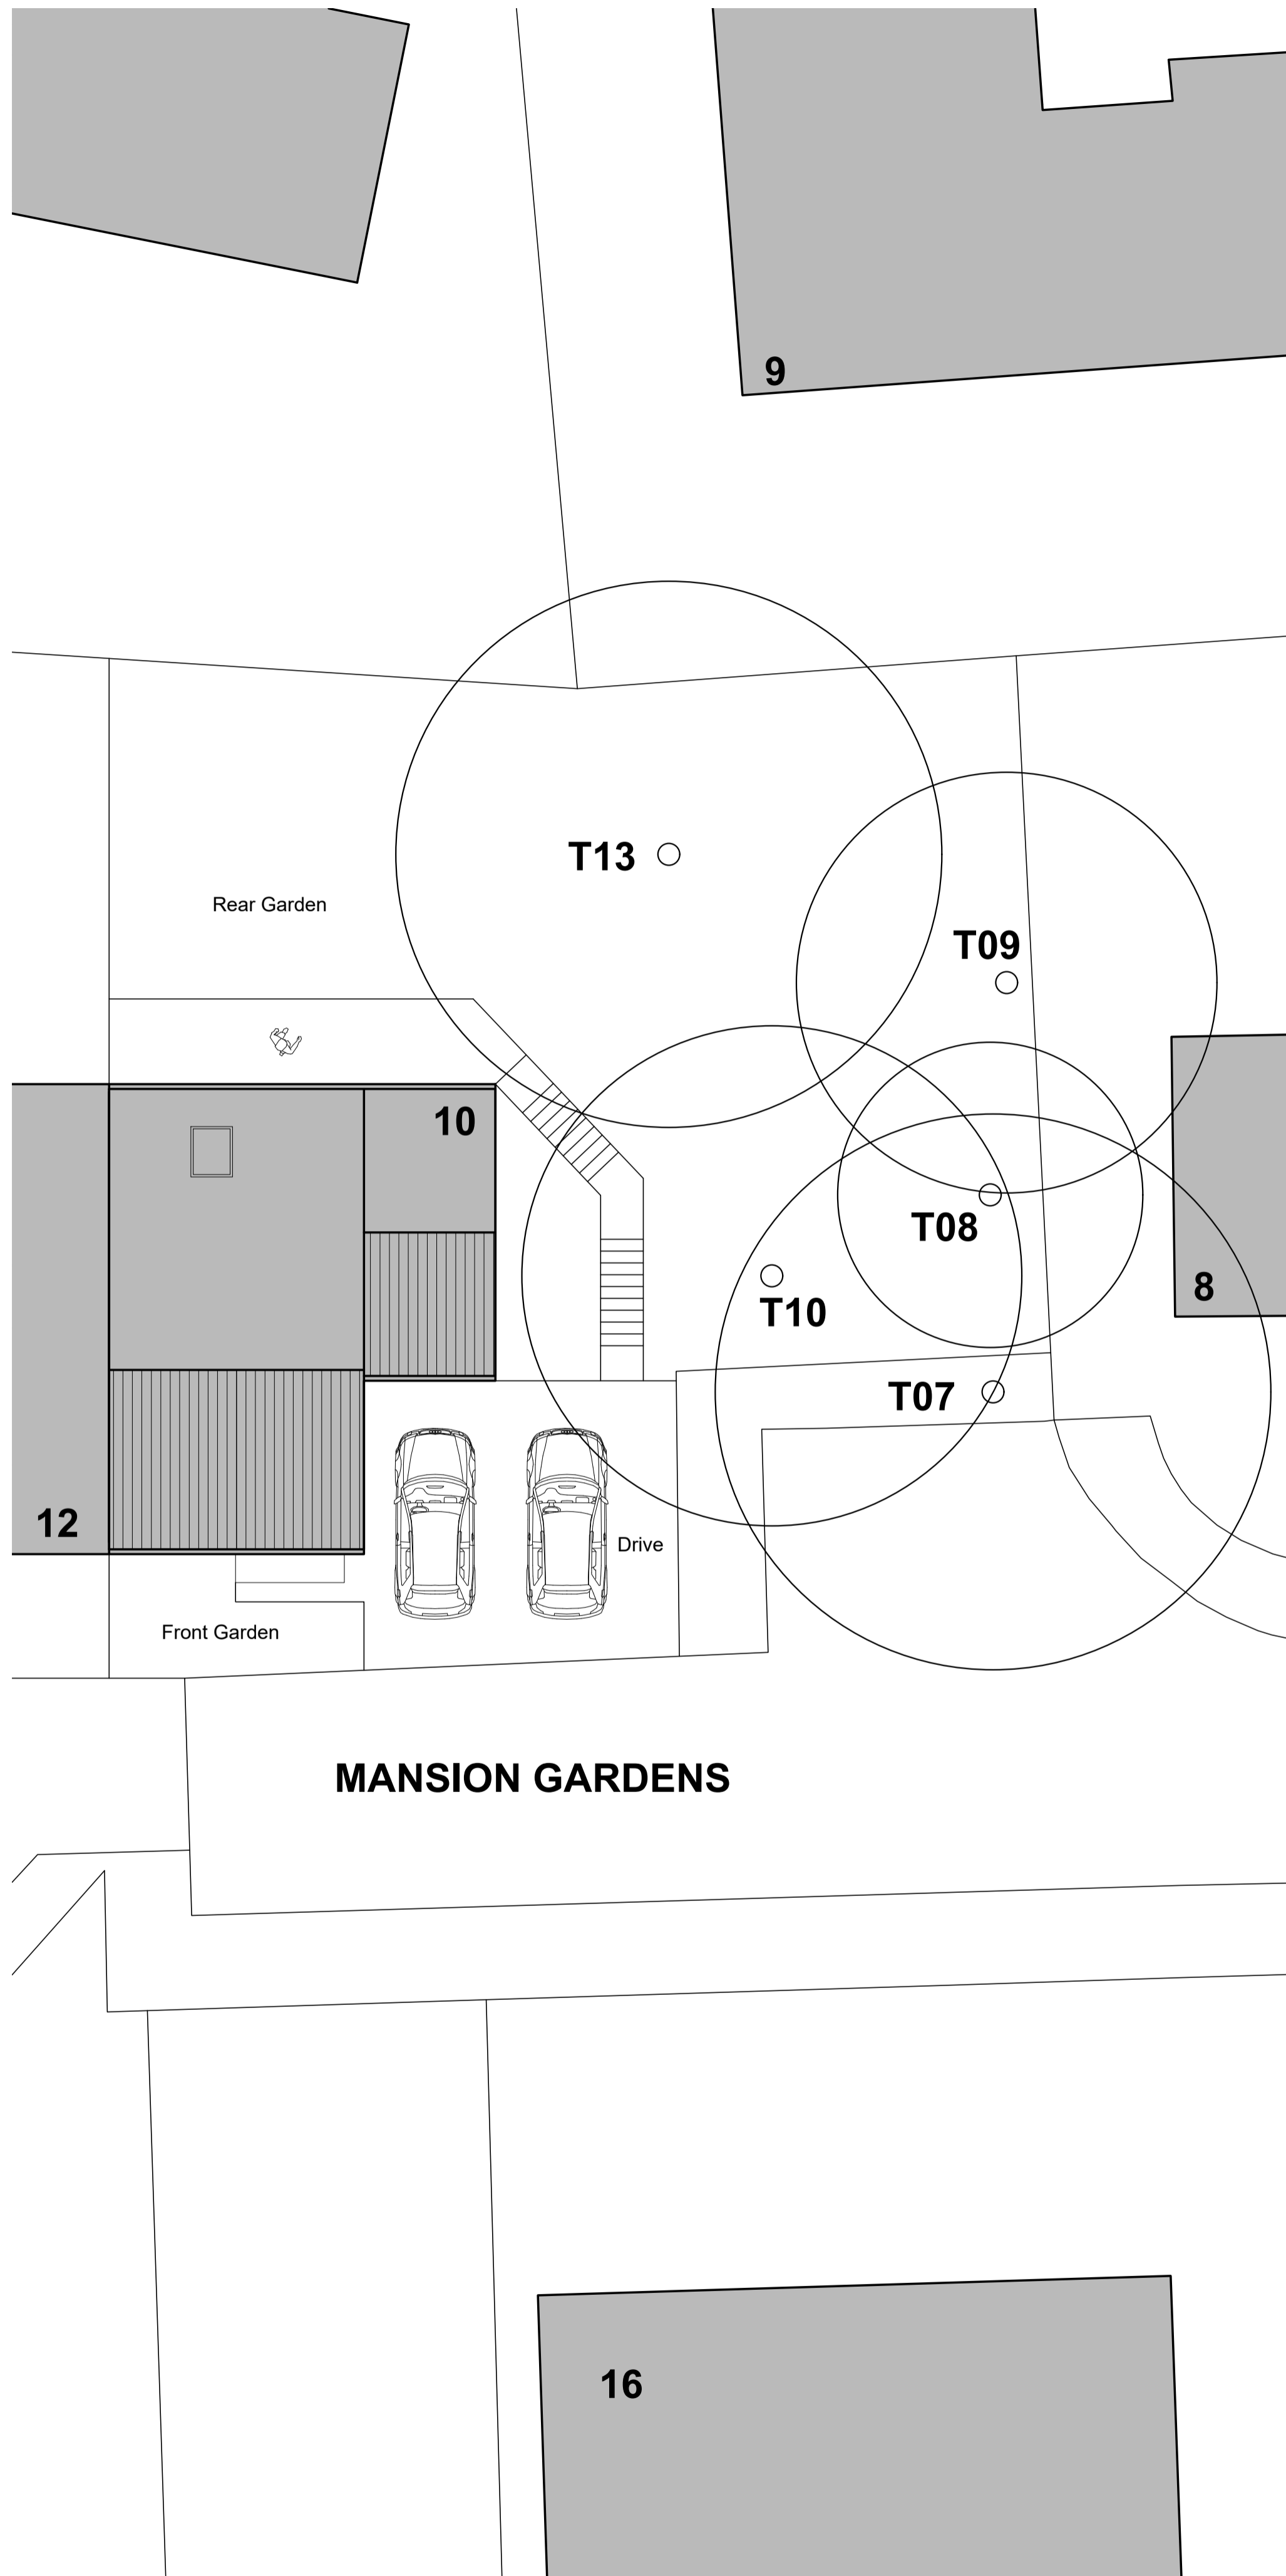 9
T13
Rear Garden
T09
10
T08
8
T10
T07
12
Drive
Front Garden
MANSION GARDENS
16